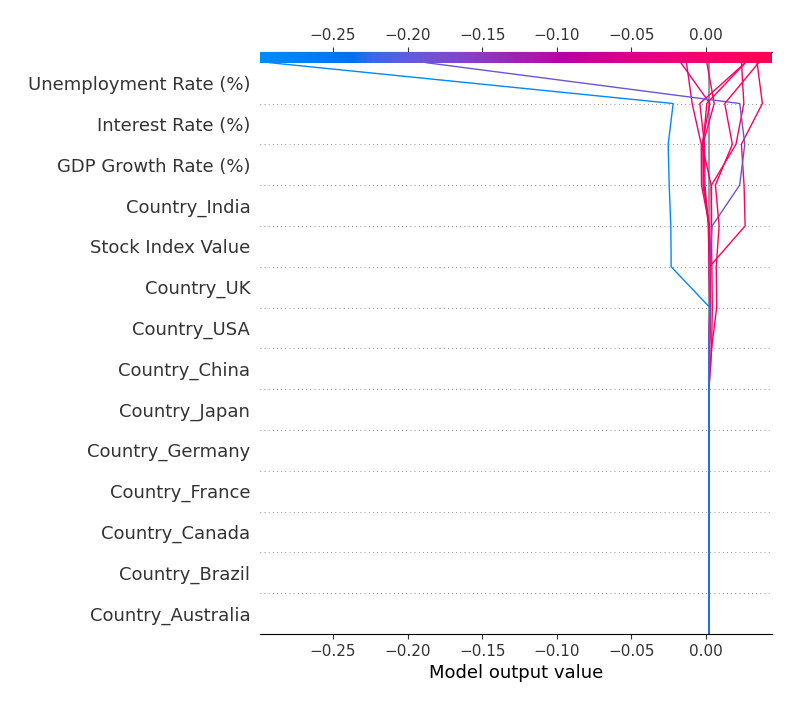 −0.25 −0.20 −0.15 −0.10 −0.05 0.00
Unemployment Rate (%)
Interest Rate (%)
GDP Growth Rate (%)
Country_India
Stock Index Value
Country_UK
Country_USA
Country_China
Country_Japan
Country_Germany
Country_France
Country_Canada
Country_Brazil
Country_Australia
−0.25 −0.20 −0.15 −0.10 −0.05 0.00
Model output value